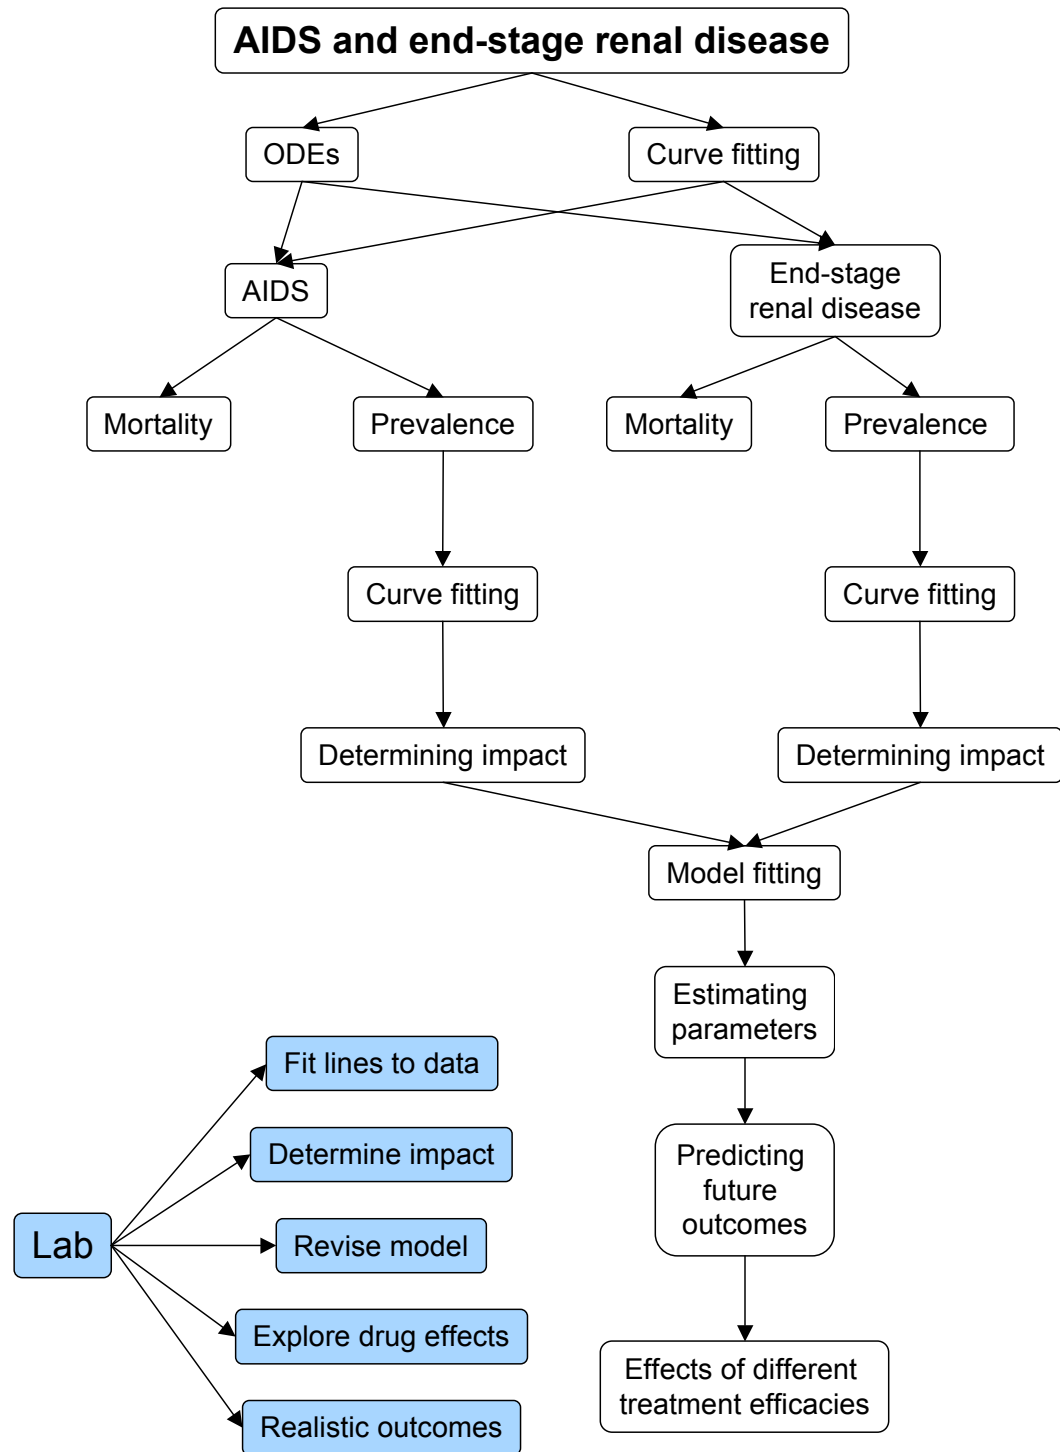 AIDS and end-stage renal disease
ODEs
Curve fitting
AIDS
End-stage
renal disease
Mortality
Prevalence
Mortality
Prevalence
Curve fitting
Curve fitting
Determining impact
Determining impact
Model fitting
Estimating
parameters
Predicting
future
outcomes
Effects of different
treatment efficacies
Lab
Fit lines to data
Determine impact
Revise model
Explore drug effects
Realistic outcomes